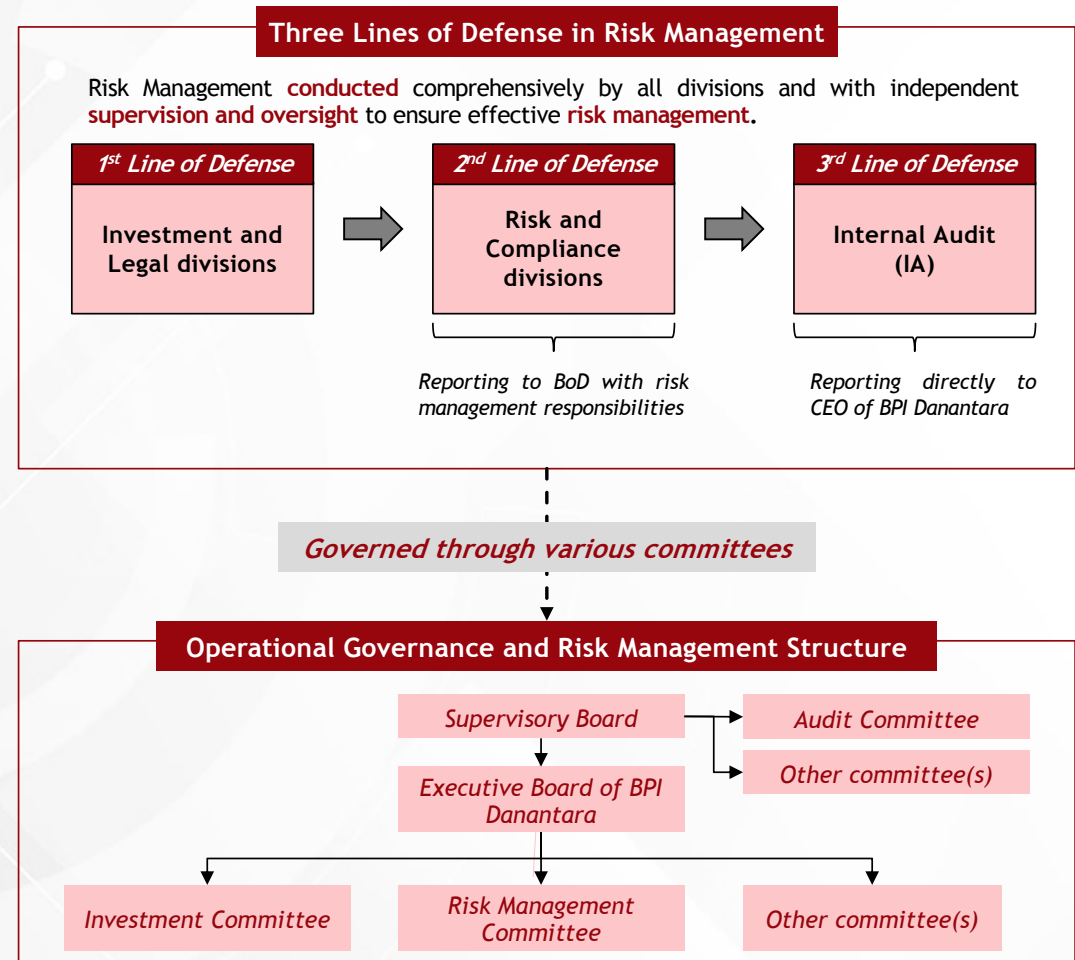 Three Lines of Defense in Risk Management
Risk Management conducted comprehensively by all divisions and with independent
supervision and oversight to ensure effective risk management.
1st Line of Defense
Investment and
Legal divisions
2nd Line of Defense
Risk and
Compliance
divisions
3rd Line of Defense
Internal Audit
(IA)
Reporting to BoD with risk
management responsibilities
Reporting directly to
CEO of BPI Danantara
Governed through various committees
Operational Governance and Risk Management Structure
Supervisory Board
Audit Committee
Other committee(s)
Executive Board of BPI
Danantara
Investment Committee
Risk Management
Committee
Other committee(s)